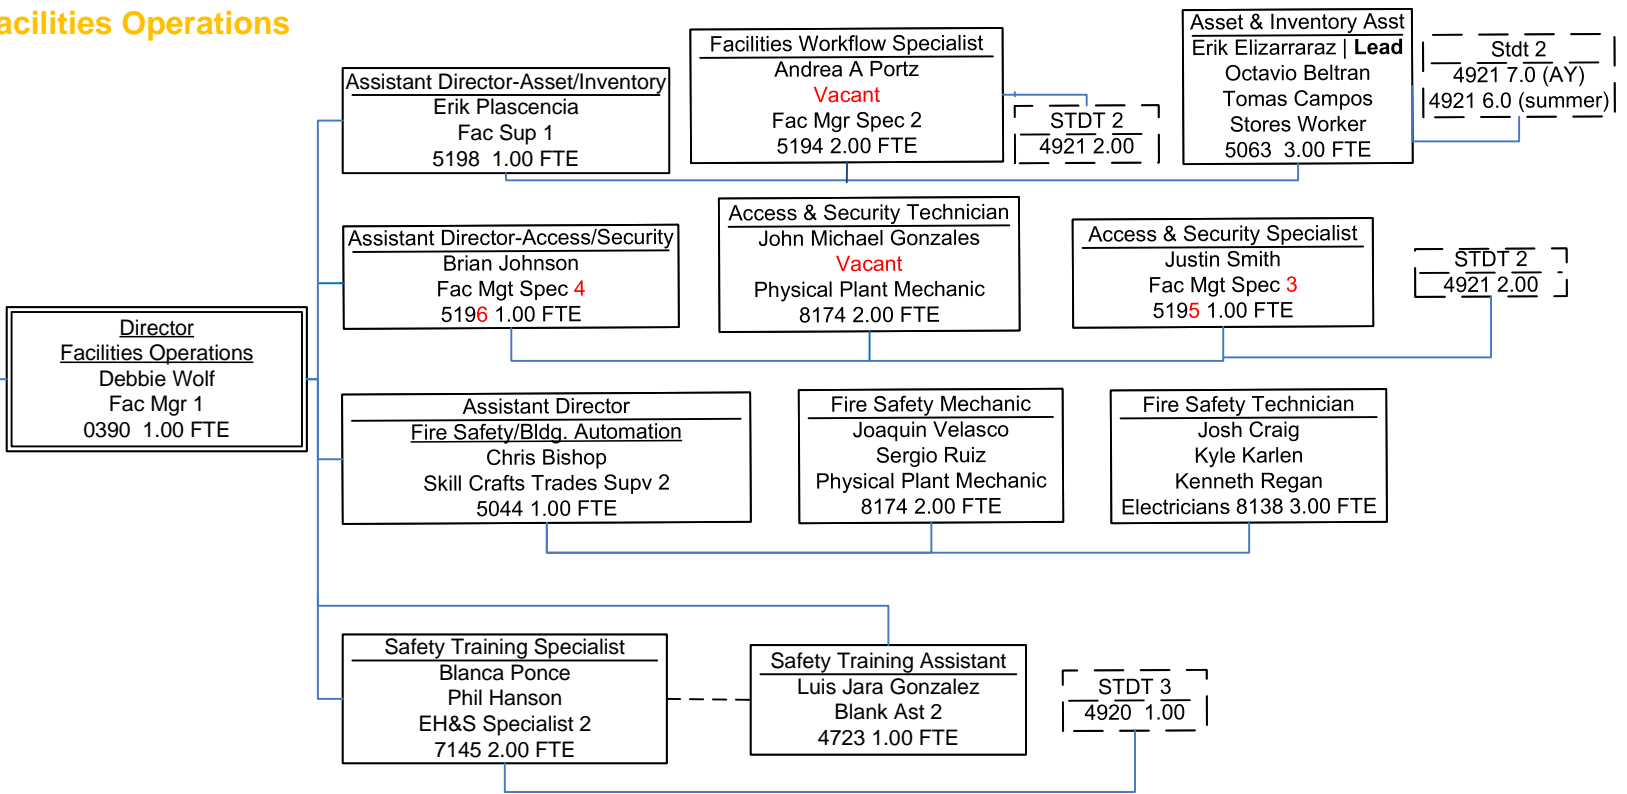 acilities Operations
Director
Facilities Operations
Debbie Wolf
Fac Mgr 1
0390 1.00 FTE
Assistant Director-Asset/Inventory
Erik Plascencia
Fac Sup 1
5198 1.00 FTE
Facilities Workflow Specialist
Andrea A Portz
Vacant
Fac Mgr Spec 2
5194 2.00 FTE
STDT 2
4921 2.00
Asset & Inventory Asst
Erik Elizarraraz | Lead
Octavio Beltran
Tomas Campos
Stores Worker
5063 3.00 FTE
Stdt 2
4921 7.0 (AY)
4921 6.0 (summer)
Assistant Director-Access/Security
Brian Johnson
Fac Mgt Spec 4
5196 1.00 FTE
Access & Security Technician
John Michael Gonzales
Vacant
Physical Plant Mechanic
8174 2.00 FTE
Access & Security Specialist
Justin Smith
Fac Mgt Spec 3
5195 1.00 FTE
STDT 2
4921 2.00
Assistant Director
Fire Safety/Bldg. Automation
Chris Bishop
Skill Crafts Trades Supv 2
5044 1.00 FTE
Fire Safety Mechanic
Joaquin Velasco
Sergio Ruiz
Physical Plant Mechanic
8174 2.00 FTE
Fire Safety Technician
Josh Craig
Kyle Karlen
Kenneth Regan
Electricians 8138 3.00 FTE
Safety Training Specialist
Blanca Ponce
Phil Hanson
EH&S Specialist 2
7145 2.00 FTE
Safety Training Assistant
Luis Jara Gonzalez
Blank Ast 2
4723 1.00 FTE
STDT 3
4920 1.00